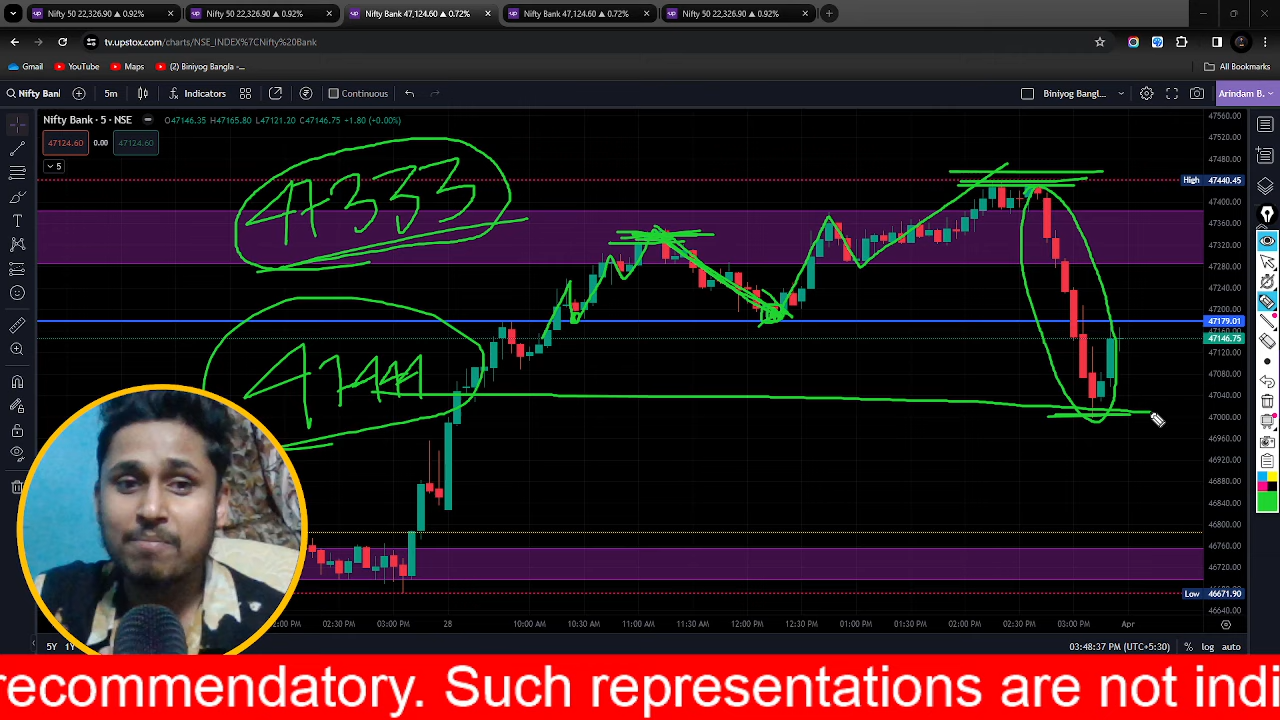 Nifty 50 22,326.90 ▲ 0.92%
Nifty 50 22,326.90 ▲ 0.92%
Nifty Bank 47,124.60 ▲ 0.72%
Nifty Bank 47,124.60 ▲ 0.72%
Nifty 50 22,326.90 ▲ 0.92%
tv.upstox.com/charts/NSE_INDEX%7CNifty%20Bank
Gmail
YouTube
Maps
(2) Biniyog Bangla -...
All Bookmarks
Nifty Banl
5m
Indicators
Continuous
Biniyog Bangl...
Arindam B.
Nifty Bank · 5 · NSE
O47146.35 H47165.80 L47121.20 C47146.75 −1.80 (+0.00%)
47124.60 0.00 47124.60
5
47333
47444
47560.00
47520.00
47480.00
High 47440.45
47400.00
47360.00
47320.00
47280.00
47240.00
47200.00
47179.01
47160.00
47146.75
47120.00
47080.00
47040.00
47000.00
46960.00
46920.00
46880.00
46840.00
46800.00
46760.00
46720.00
Low 46671.90
46640.00
02:30 PM 03:00 PM 28 10:00 AM 10:30 AM 11:00 AM 11:30 AM 12:00 PM 12:30 PM 01:00 PM 01:30 PM 02:00 PM 02:30 PM 03:00 PM Apr
5Y 1Y
03:48:37 PM (UTC+5:30) % log auto
recommendatory. Such representations are not indi